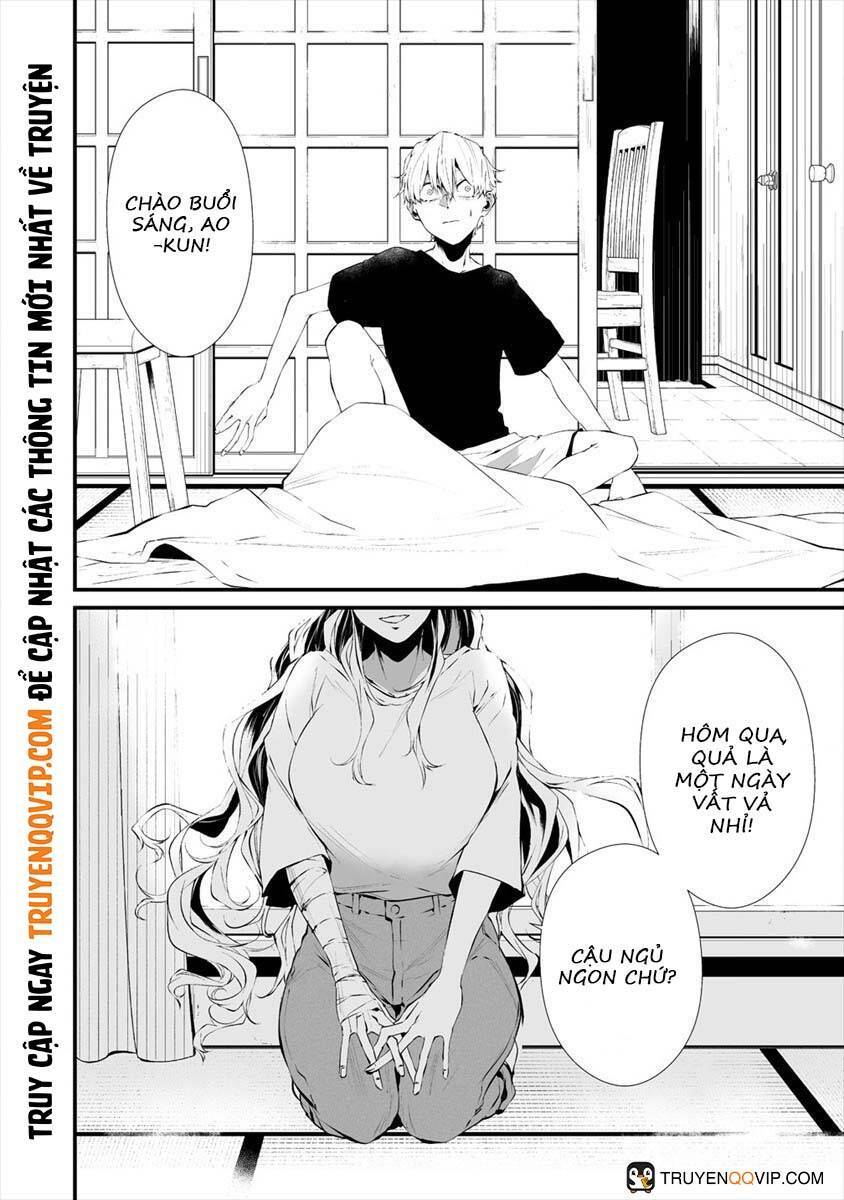 CHÀO BUỔI
SÁNG, AO
¬KUN!
HÔM QUA,
QUẢ LÀ
MỘT NGÀY
VẤT VẢ
NHỈ!
CẬU NGỦ
NGON CHỨ?
TRUY CẬP NGAY TRUYENQQVIP.COM ĐỂ CẬP NHẬT CÁC THÔNG TIN MỚI NHẤT VỀ TRUYỆN
TRUYENQQVIP.COM